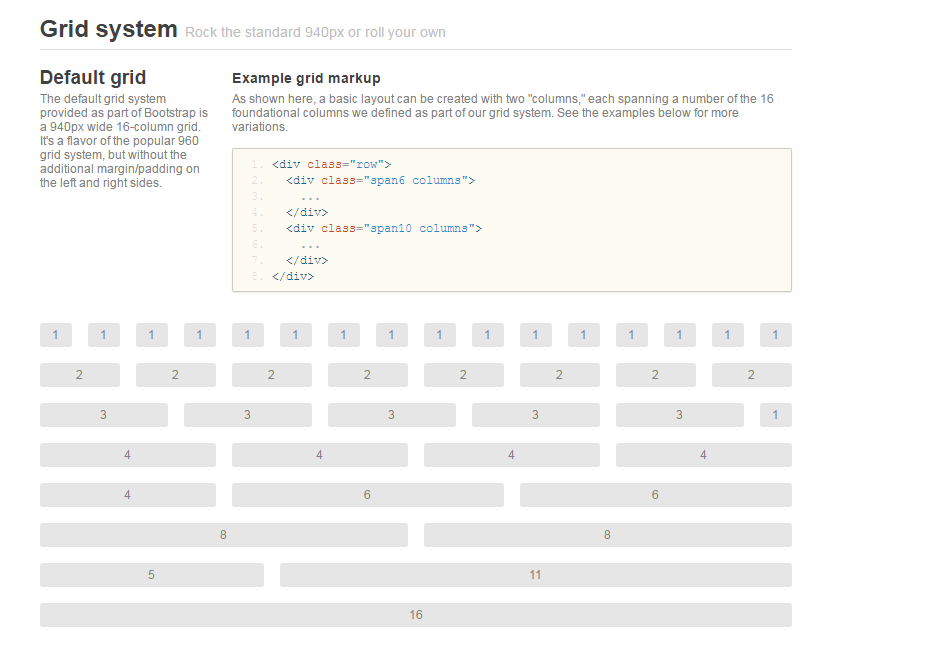 Grid system Rock the standard 940px or roll your own
Default grid
The default grid system
provided as part of Bootstrap is
a 940px wide 16-column grid.
It's a flavor of the popular 960
grid system, but without the
additional margin/padding on
the left and right sides.
Example grid markup
As shown here, a basic layout can be created with two "columns," each spanning a number of the 16
foundational columns we defined as part of our grid system. See the examples below for more
variations.
1. <div class="row">
2. <div class="span6 columns">
3. ...
4. </div>
5. <div class="span10 columns">
6. ...
7. </div>
8. </div>
1 1 1 1 1 1 1 1 1 1 1 1 1 1 1 1
2 2 2 2 2 2 2 2
3 3 3 3 3 1
4 4 4 4
4 6 6
8 8
5 11
16